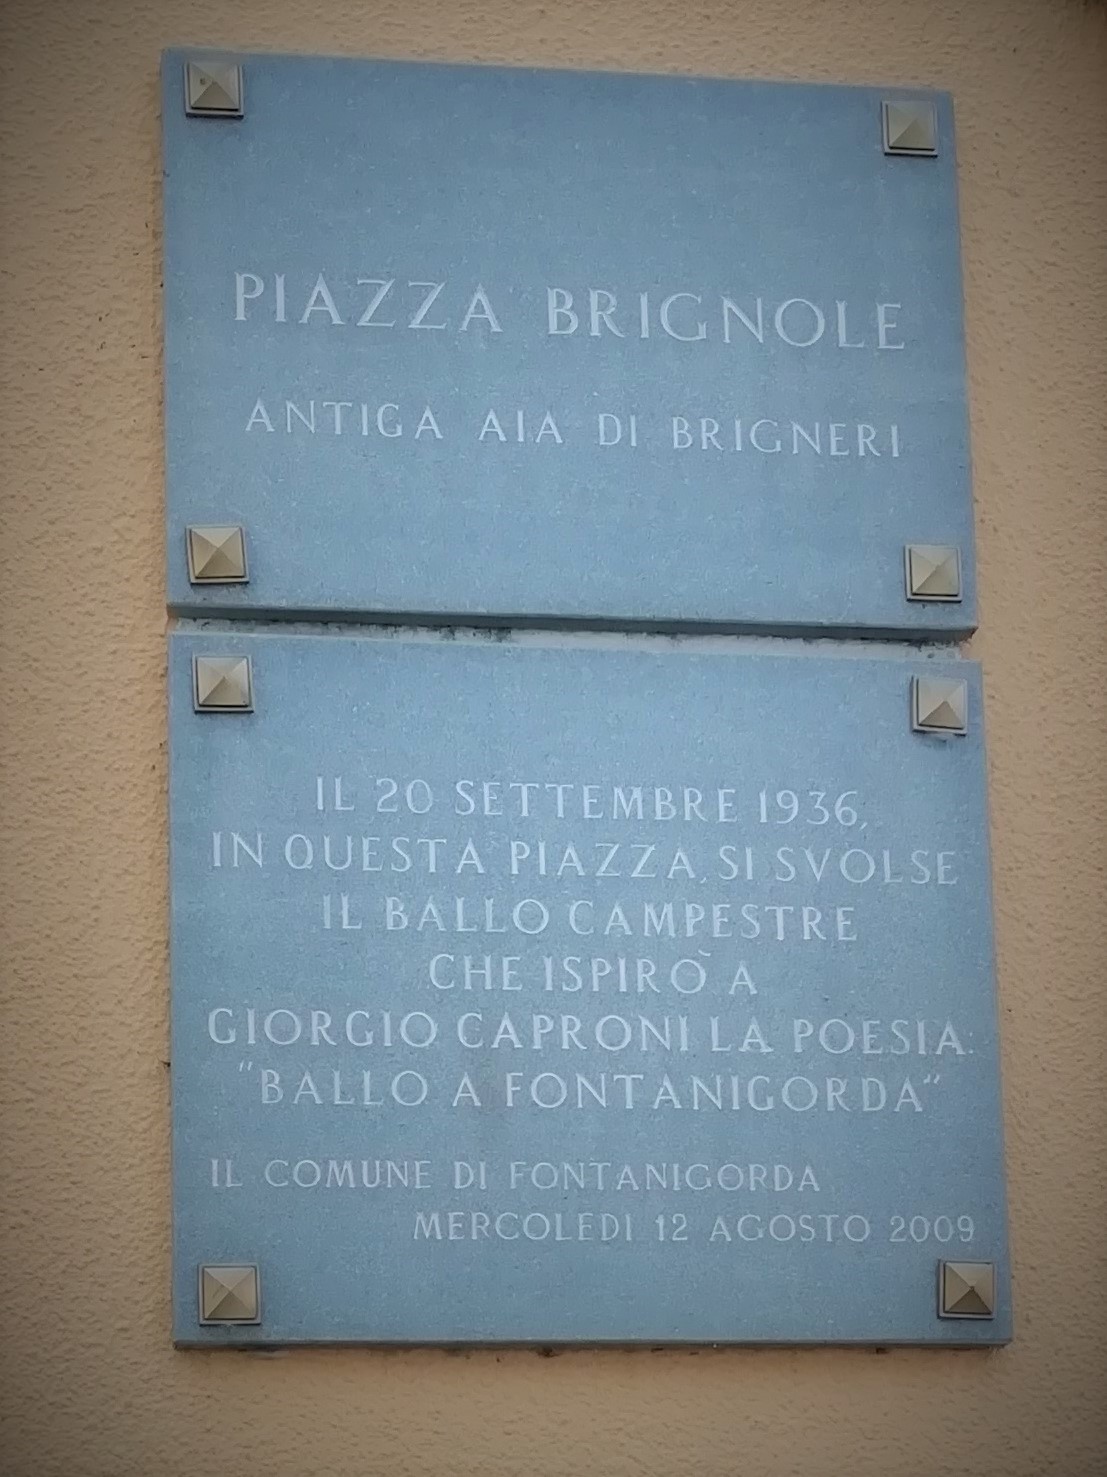 PIAZZA BRIGNOLE
ANTIGA AIA DI BRIGNERI
IL 20 SETTEMBRE 1936,
IN QUESTA PIAZZA, SI SVOLSE
IL BALLO CAMPESTRE
CHE ISPIRÒ A
GIORGIO CAPRONI LA POESIA:
"BALLO A FONTANIGORDA"
IL COMUNE DI FONTANIGORDA
MERCOLEDI 12 AGOSTO 2009